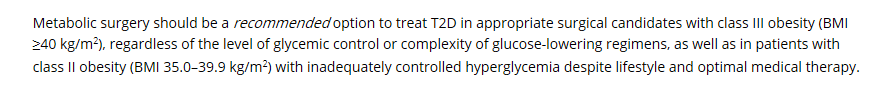 Metabolic surgery should be a recommended option to treat T2D in appropriate surgical candidates with class III obesity (BMI
≥40 kg/m²), regardless of the level of glycemic control or complexity of glucose-lowering regimens, as well as in patients with
class II obesity (BMI 35.0–39.9 kg/m²) with inadequately controlled hyperglycemia despite lifestyle and optimal medical therapy.